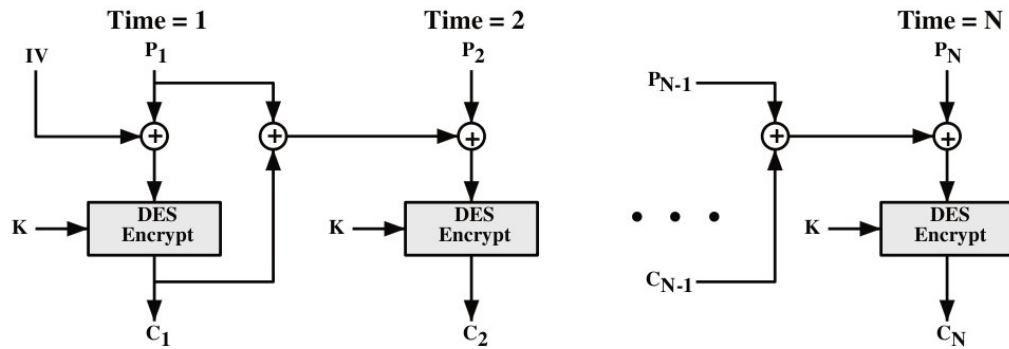 Time = 1 Time = 2 Time = N
IV P1 P2 PN
PN-1
+ + + + +
K DES Encrypt K DES Encrypt K DES Encrypt
• • •
CN-1
C1 C2 CN